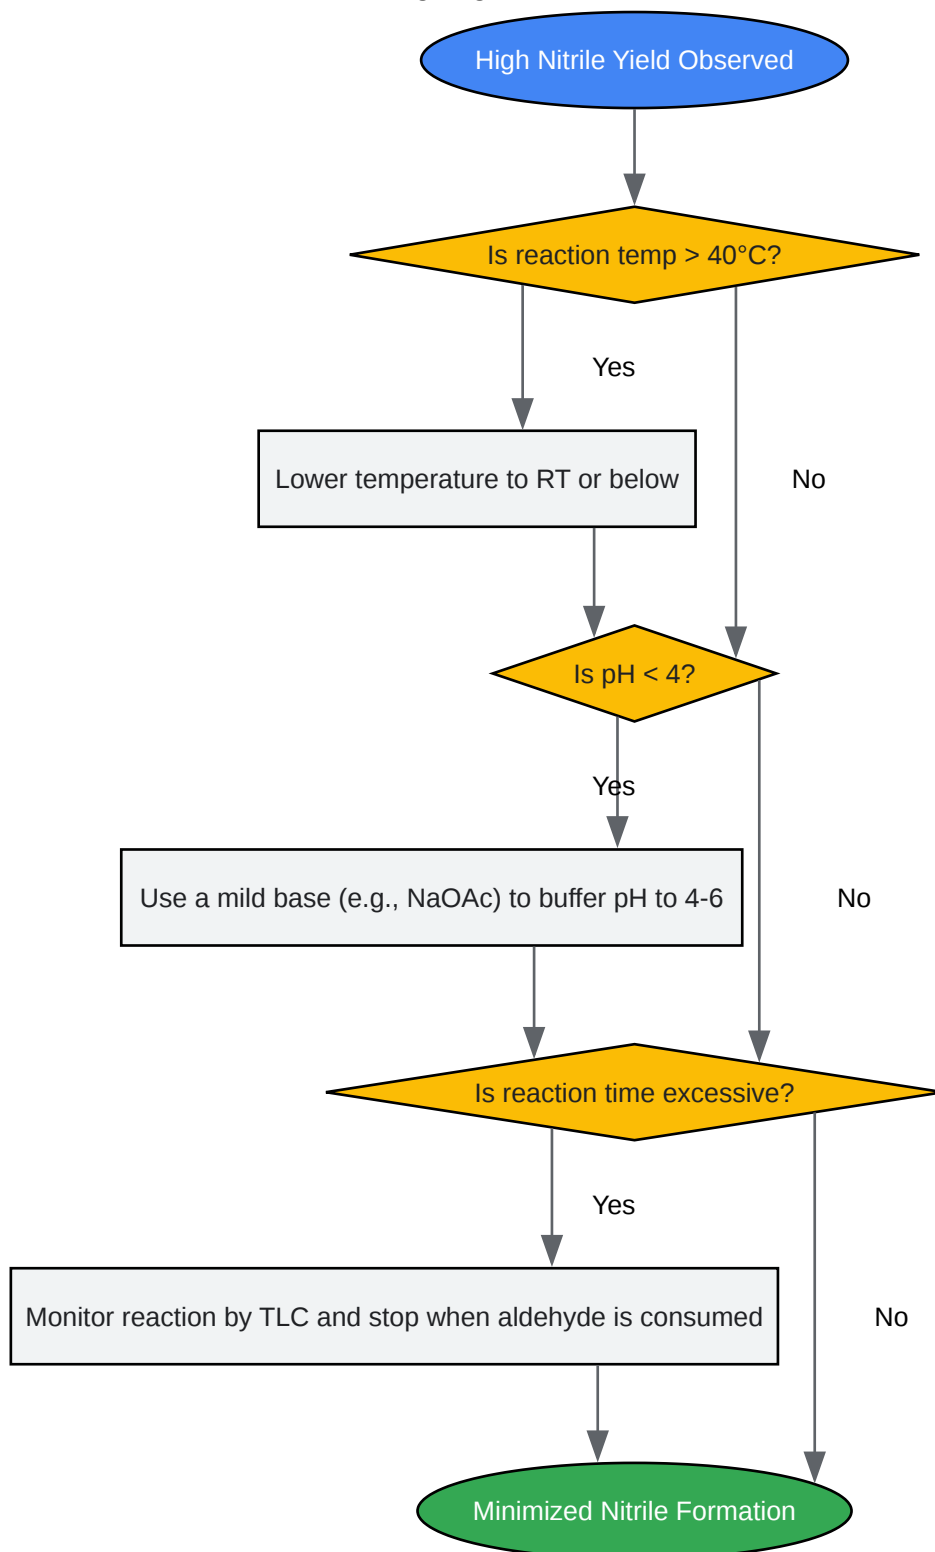 High Nitrile Yield Observed
Is reaction temp > 40°C?
Yes
Lower temperature to RT or below
No
Is pH < 4?
Yes
Use a mild base (e.g., NaOAc) to buffer pH to 4-6
No
Is reaction time excessive?
Yes
Monitor reaction by TLC and stop when aldehyde is consumed
No
Minimized Nitrile Formation